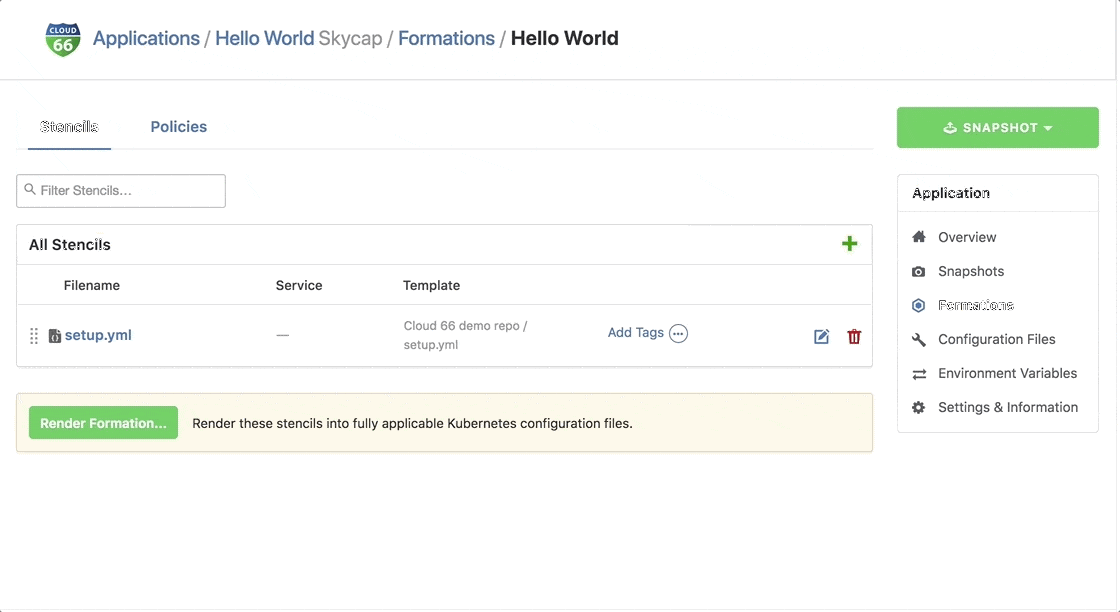 CLOUD 66
Applications / Hello World Skycap / Formations / Hello World
Stencils
Policies
SNAPSHOT
Filter Stencils...
All Stencils
Filename
Service
Template
setup.yml
—
Cloud 66 demo repo /
setup.yml
Add Tags
Render Formation...
Render these stencils into fully applicable Kubernetes configuration files.
Application
Overview
Snapshots
Formations
Configuration Files
Environment Variables
Settings & Information